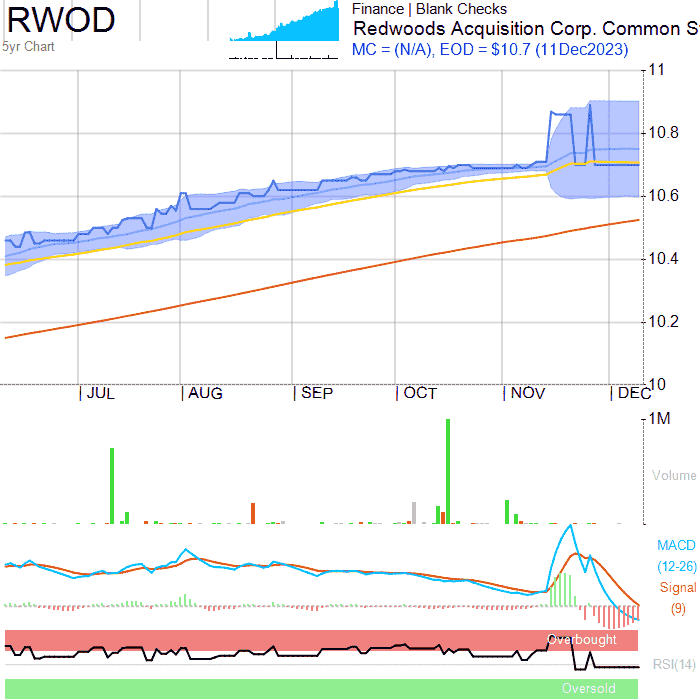 RWOD
5yr Chart
Finance | Blank Checks
Redwoods Acquisition Corp. Common S
MC = (N/A), EOD = $10.7 (11Dec2023)
11
10.8
10.6
10.4
10.2
10
JUL
AUG
SEP
OCT
NOV
DEC
1M
Volume
MACD
(12-26)
Signal
(9)
Overbought
RSI(14)
Oversold